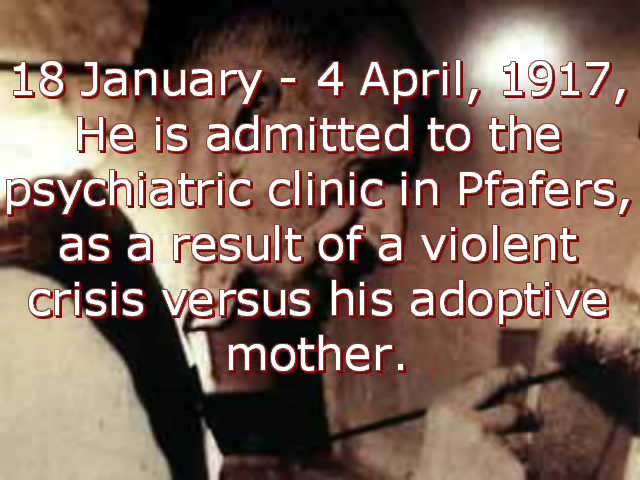 18 January - 4 April, 1917,
He is admitted to the
psychiatric clinic in Pfafers,
as a result of a violent
crisis versus his adoptive
mother.